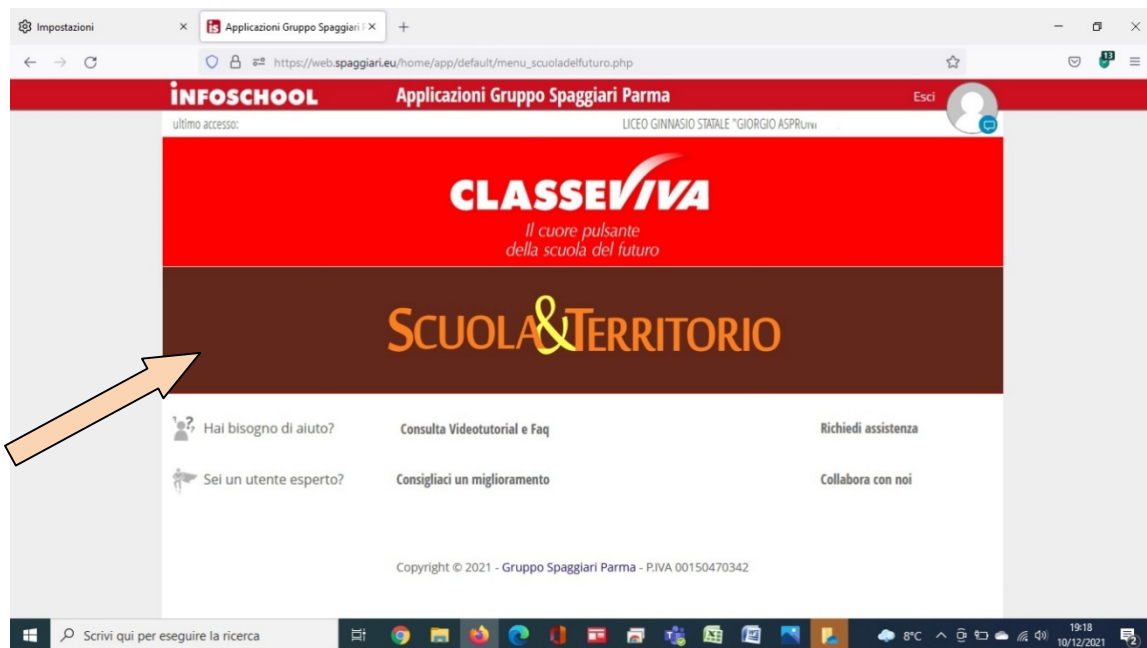 Impostazioni
Applicazioni Gruppo Spaggiari
https://web.spaggiari.eu/home/app/default/menu_scuoladelfuturo.php
13
INFOSCHOOL Applicazioni Gruppo Spaggiari Parma Esci
ultimo accesso: LICEO GINNASIO STATALE "GIORGIO ASPRONI
CLASSEVIVA
Il cuore pulsante
della scuola del futuro
SCUOLA&TERRITORIO
Hai bisogno di aiuto? Consulta Videotutorial e Faq Richiedi assistenza
Sei un utente esperto? Consigliaci un miglioramento Collabora con noi
Copyright © 2021 - Gruppo Spaggiari Parma - P.IVA 00150470342
Scrivi qui per eseguire la ricerca
8°C
19:18
10/12/2021
2